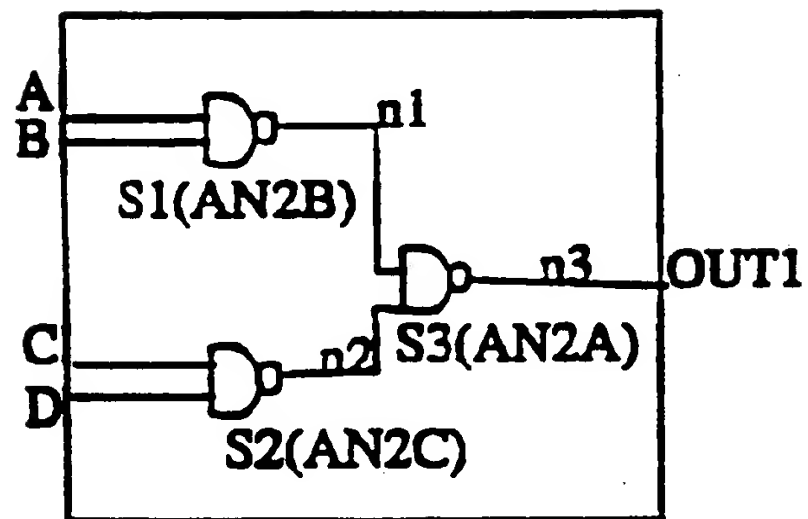 A
B
n1
S1(AN2B)
n3
OUT1
C
n2
S3(AN2A)
D
S2(AN2C)